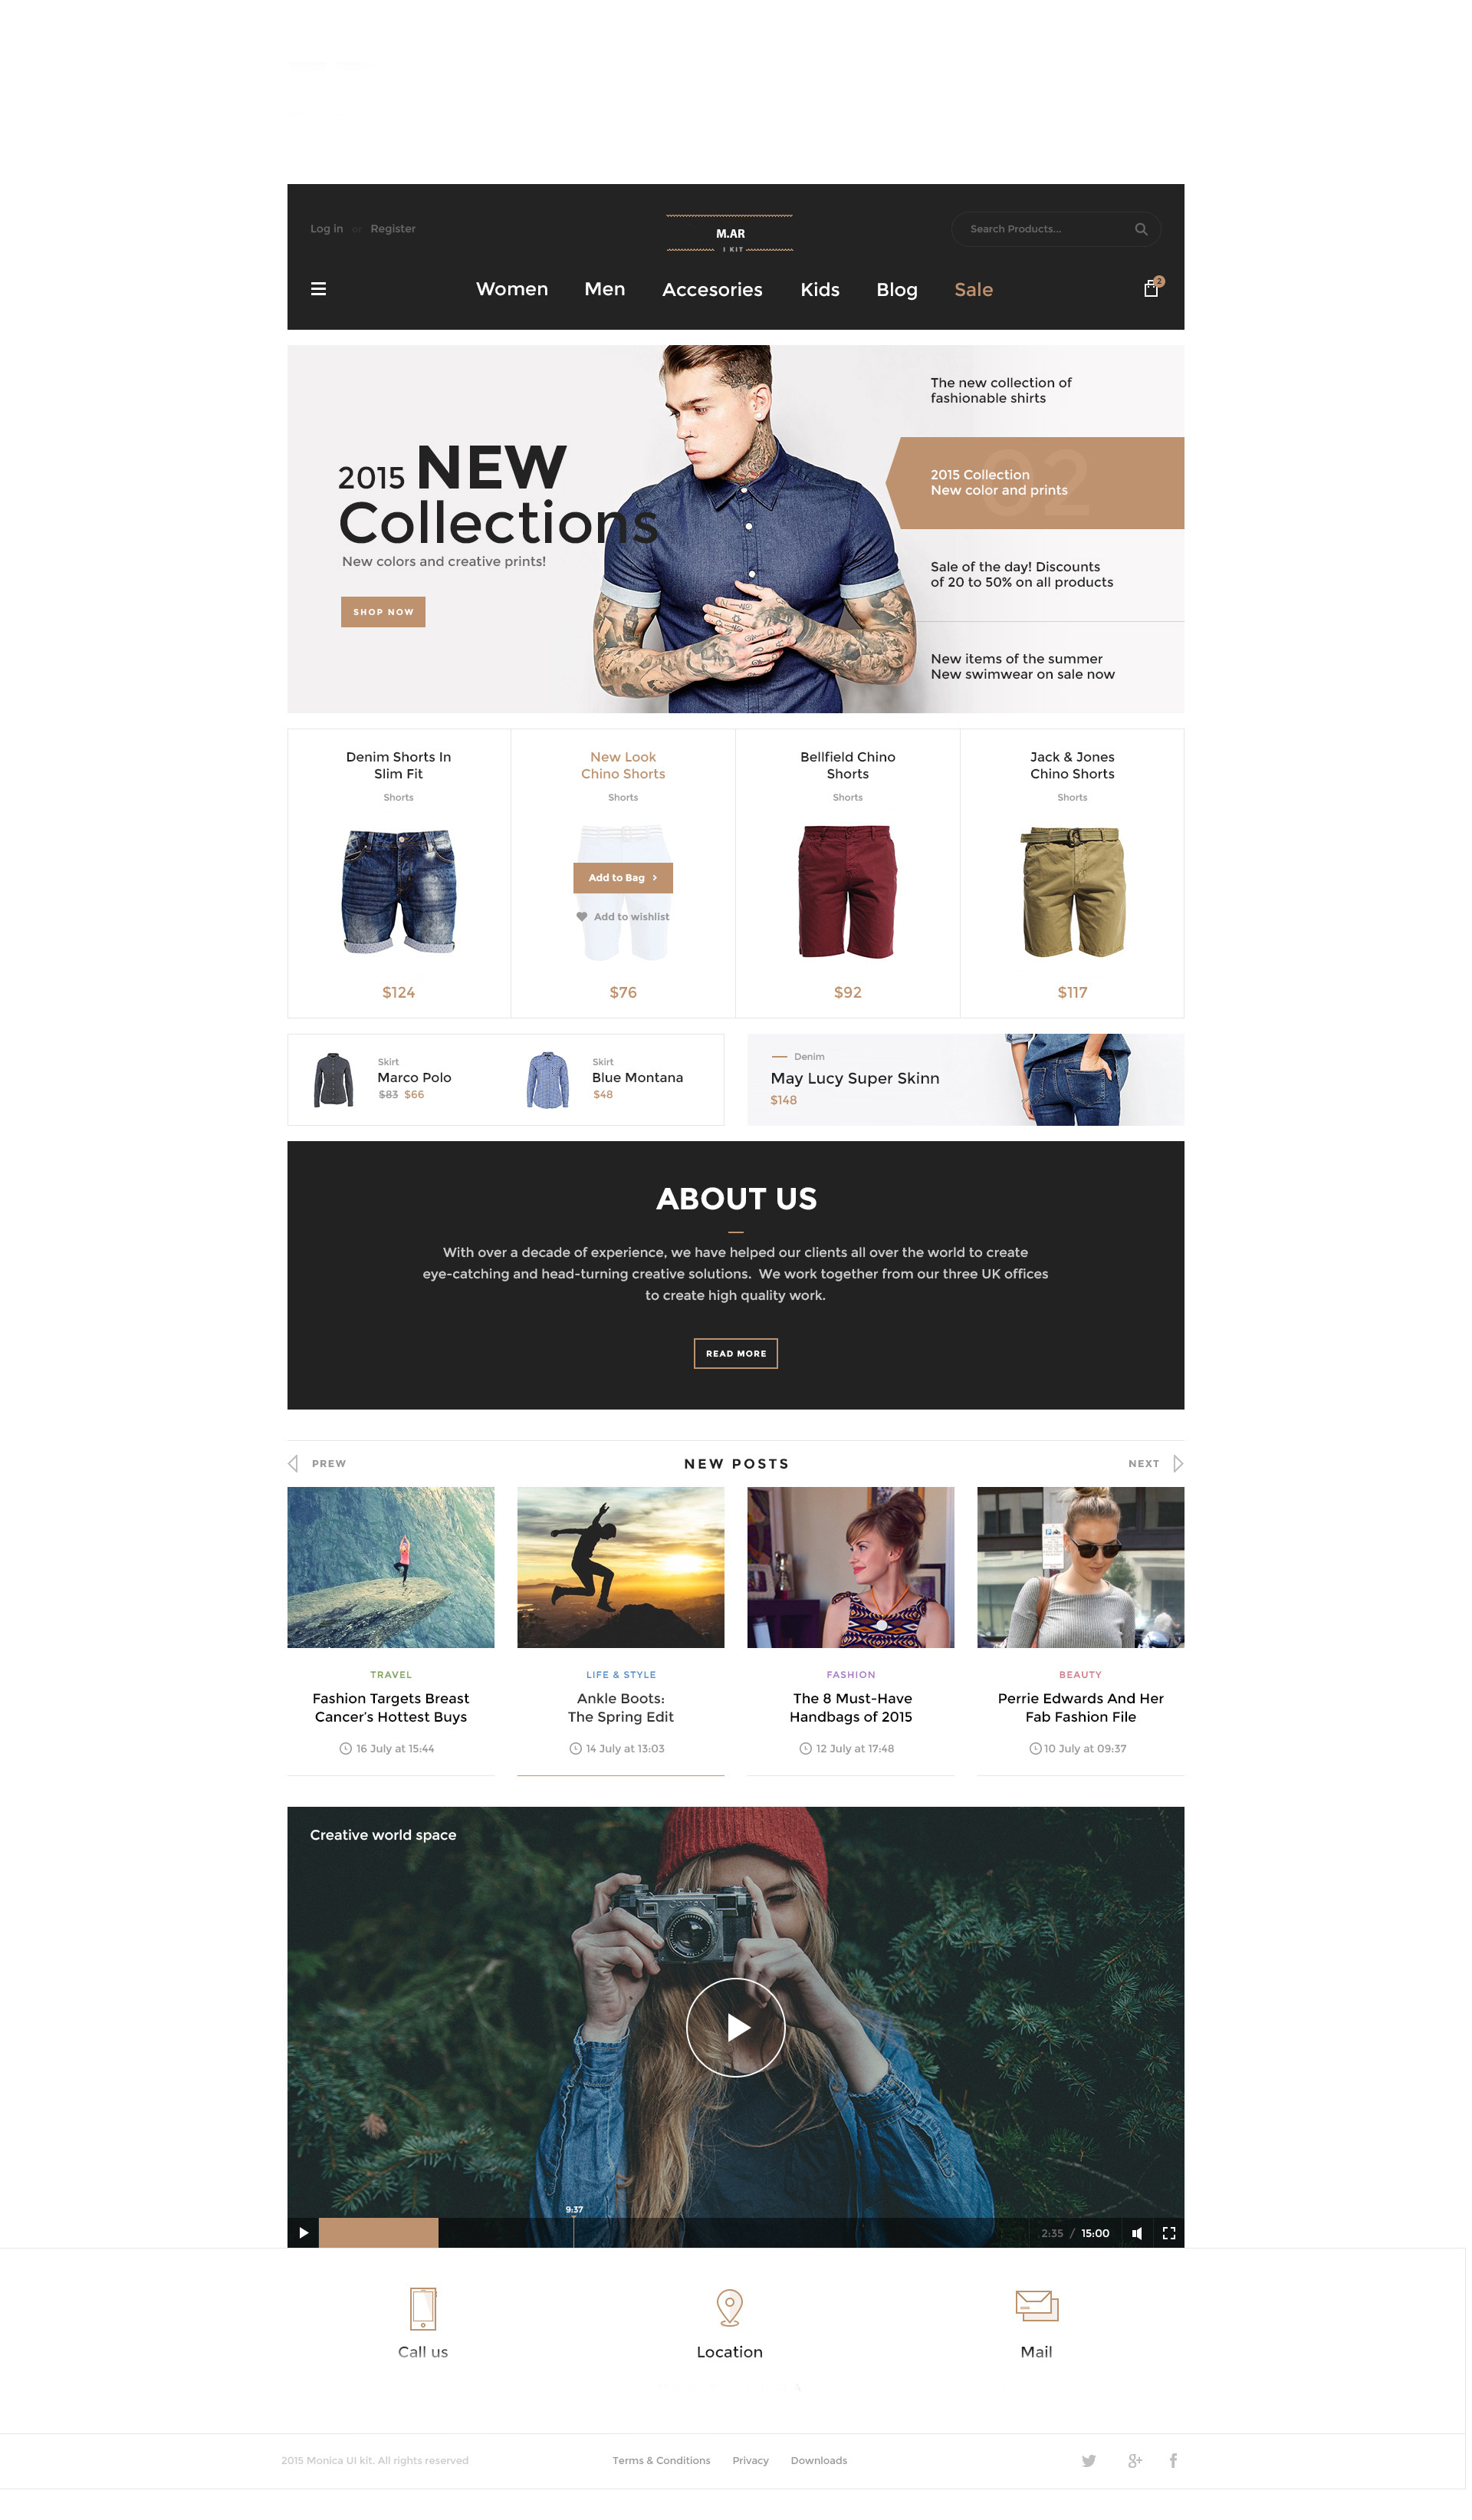 Log in or Register
M.AR
I KIT
Search Products...
Women Men Accesories Kids Blog Sale
2
2015 NEW
Collections
New colors and creative prints!
SHOP NOW
The new collection of
fashionable shirts
02
2015 Collection
New color and prints
Sale of the day! Discounts
of 20 to 50% on all products
New items of the summer
New swimwear on sale now
Denim Shorts In
Slim Fit
Shorts
$124
New Look
Chino Shorts
Shorts
Add to Bag >
Add to wishlist
$76
Bellfield Chino
Shorts
Shorts
$92
Jack & Jones
Chino Shorts
Shorts
$117
Skirt
Marco Polo
$83 $66
Skirt
Blue Montana
$48
Denim
May Lucy Super Skinn
$148
ABOUT US
With over a decade of experience, we have helped our clients all over the world to create
eye-catching and head-turning creative solutions. We work together from our three UK offices
to create high quality work.
READ MORE
PREW
NEW POSTS
NEXT
TRAVEL
Fashion Targets Breast
Cancer's Hottest Buys
16 July at 15:44
LIFE & STYLE
Ankle Boots:
The Spring Edit
14 July at 13:03
FASHION
The 8 Must-Have
Handbags of 2015
12 July at 17:48
BEAUTY
Perrie Edwards And Her
Fab Fashion File
10 July at 09:37
Creative world space
9:37
2:35 / 15:00
Call us
Location
Mail
2015 Monica UI kit. All rights reserved
Terms & Conditions Privacy Downloads